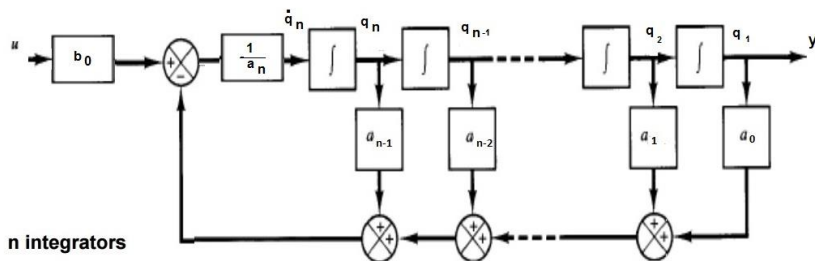 u
b0
+
−
1
an
q̇n
∫
qn
∫
qn-1
∫
q2
∫
q1
y
an-1
an-2
a1
a0
+
+
+
+
+
+
n integrators